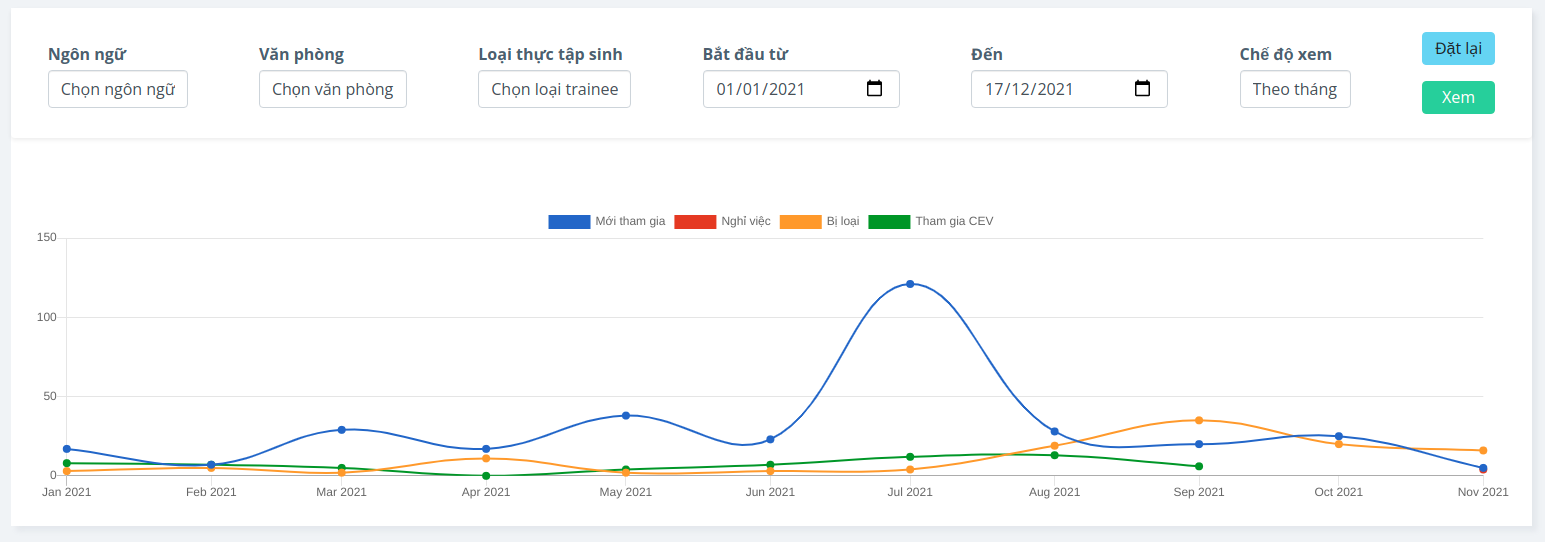 Ngôn ngữ
Chọn ngôn ngữ
Văn phòng
Chọn văn phòng
Loại thực tập sinh
Chọn loại trainee
Bắt đầu từ
01/01/2021
Đến
17/12/2021
Chế độ xem
Theo tháng
Đặt lại
Xem
Mới tham gia
Nghỉ việc
Bị loại
Tham gia CEV
150
100
50
0
Jan 2021
Feb 2021
Mar 2021
Apr 2021
May 2021
Jun 2021
Jul 2021
Aug 2021
Sep 2021
Oct 2021
Nov 2021